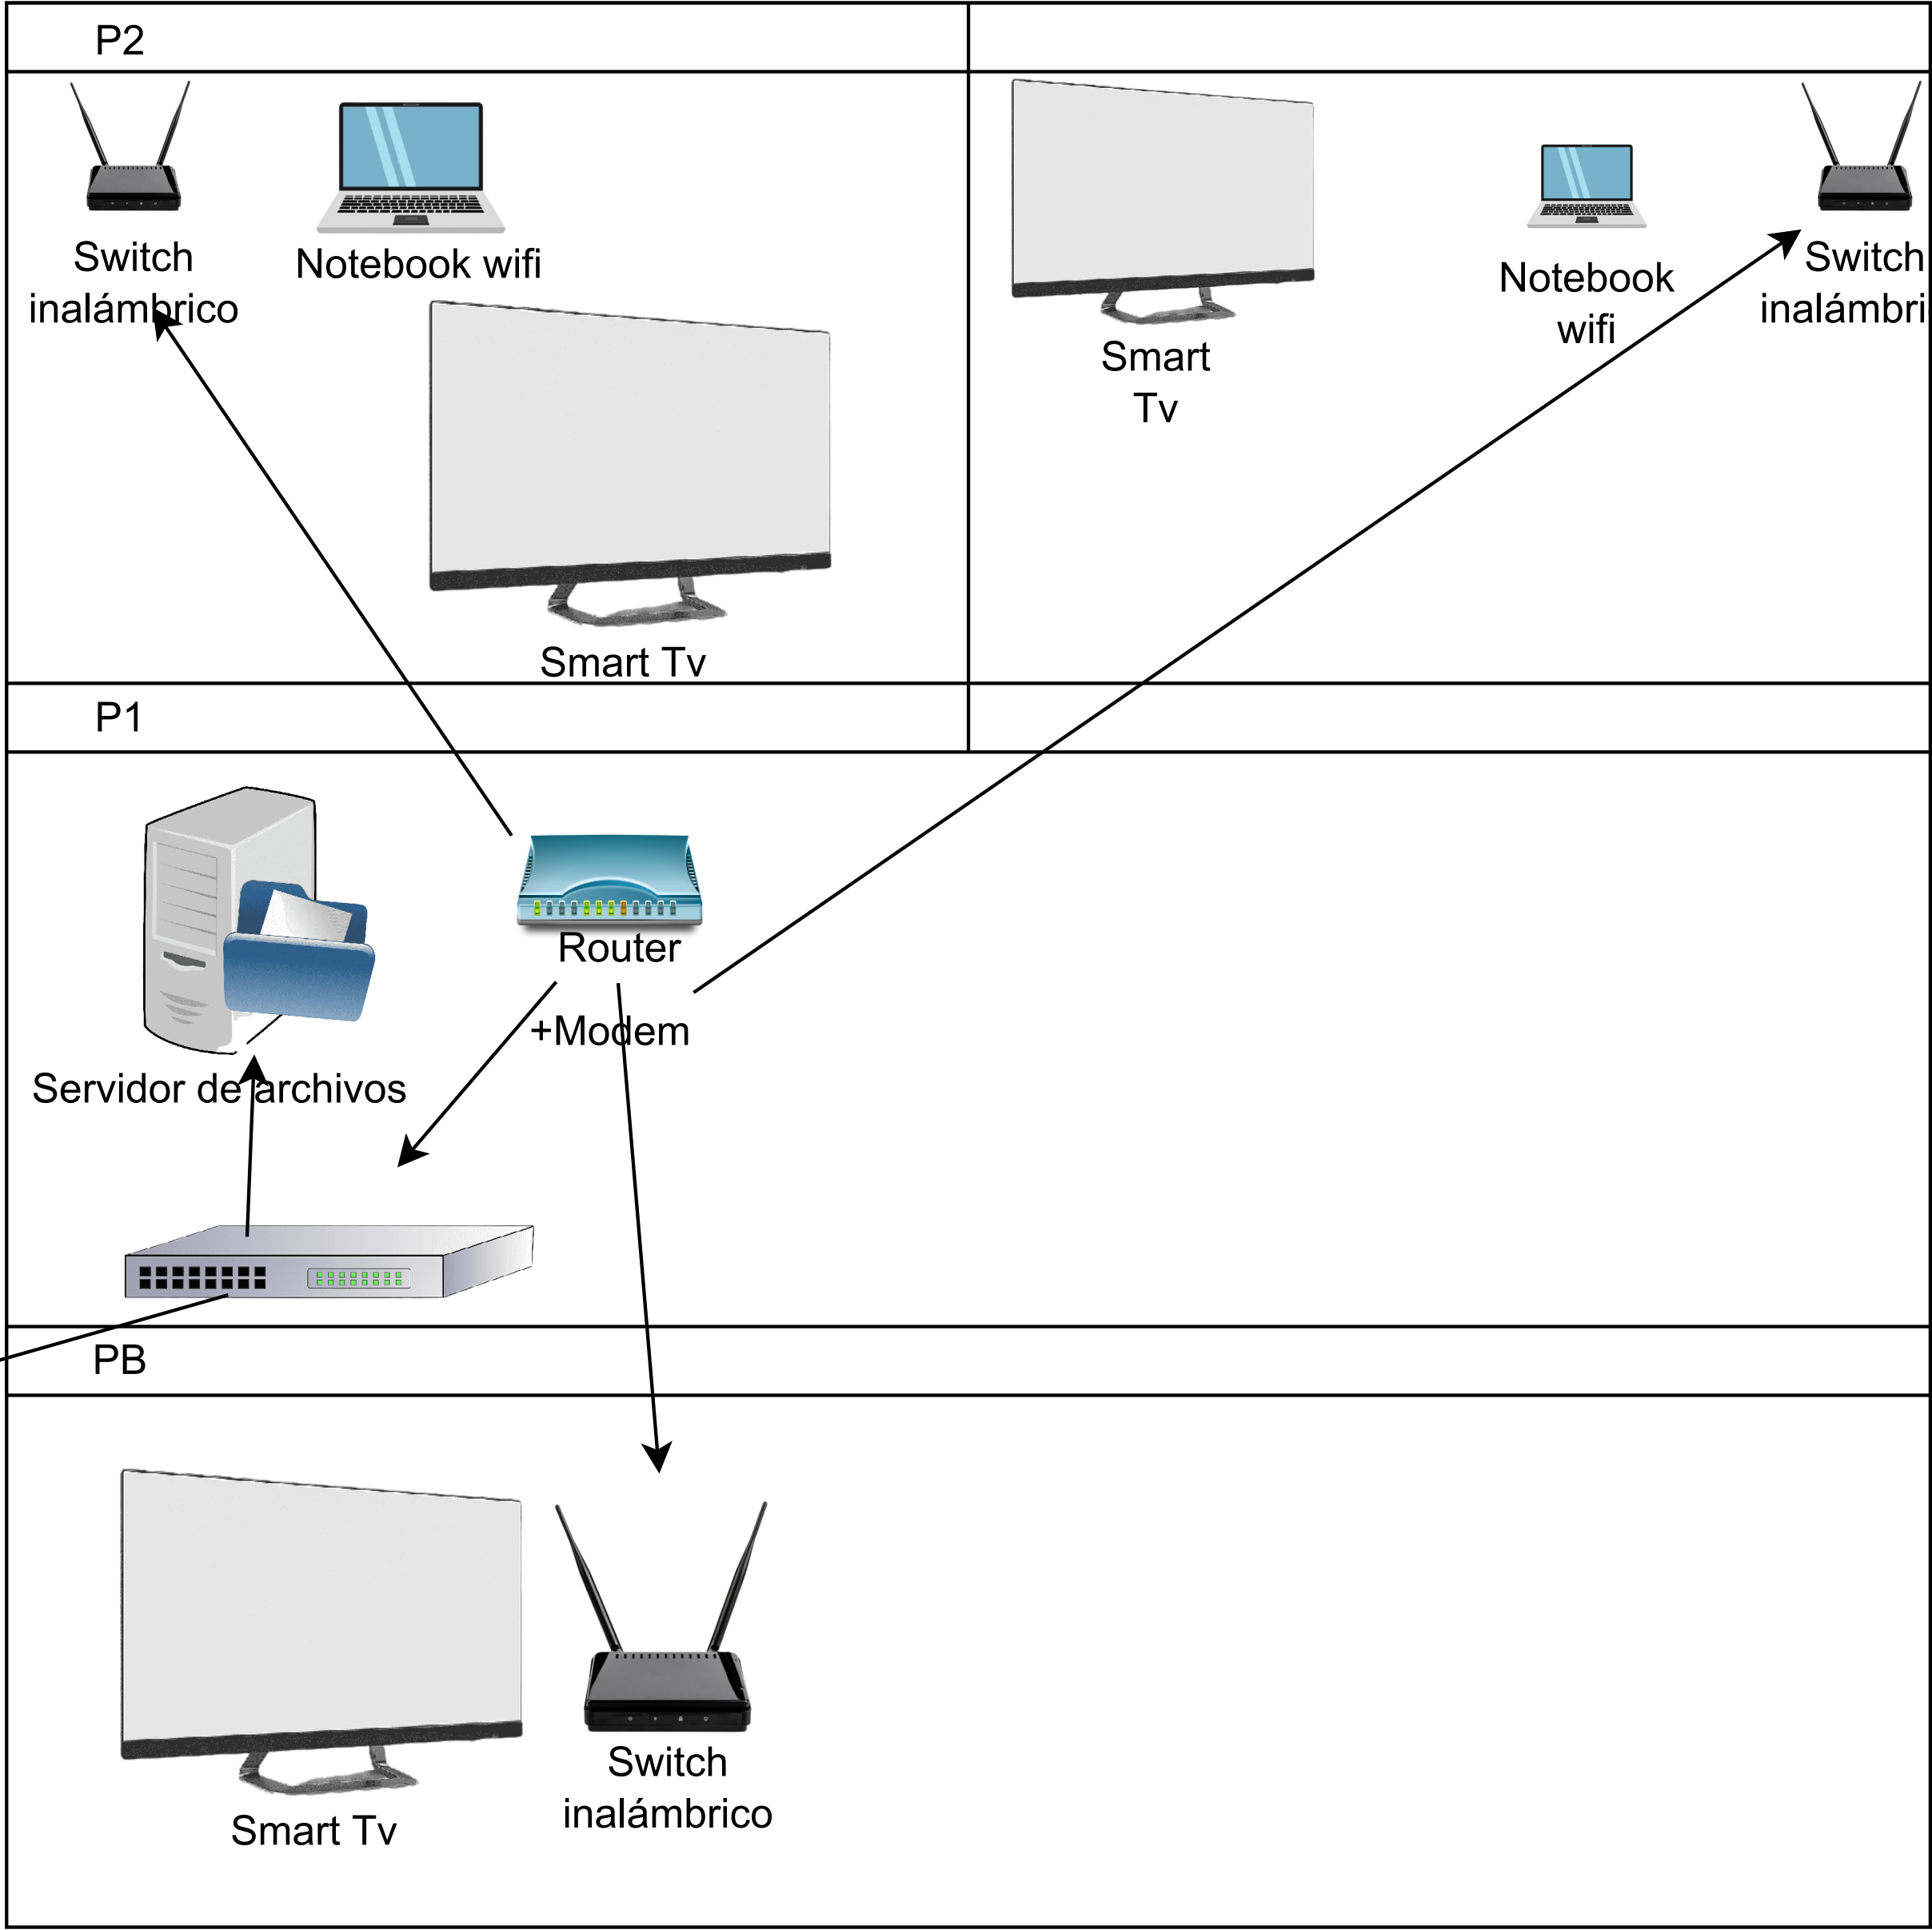 P2
Switch
inalámbrico
Notebook wifi
Smart Tv
Smart
Tv
Notebook
wifi
Switch
inalámbri
P1
Servidor de archivos
Router
+Modem
PB
Smart Tv
Switch
inalámbrico